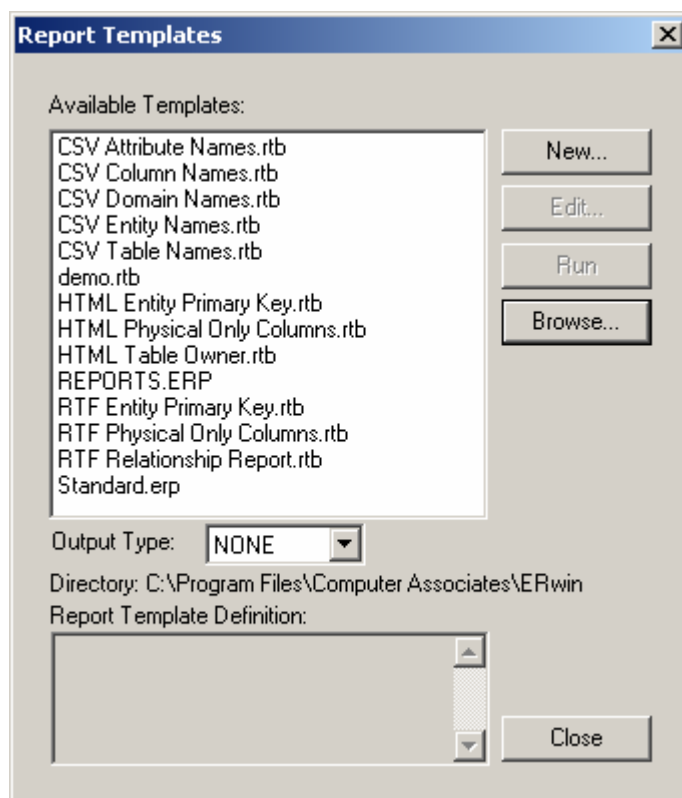 Report Templates
Available Templates:
CSV Attribute Names.rtb
CSV Column Names.rtb
CSV Domain Names.rtb
CSV Entity Names.rtb
CSV Table Names.rtb
demo.rtb
HTML Entity Primary Key.rtb
HTML Physical Only Columns.rtb
HTML Table Owner.rtb
REPORTS.ERP
RTF Entity Primary Key.rtb
RTF Physical Only Columns.rtb
RTF Relationship Report.rtb
Standard.erp
New...
Edit...
Run
Browse...
Output Type: NONE
Directory: C:\Program Files\Computer Associates\ERwin
Report Template Definition:
Close